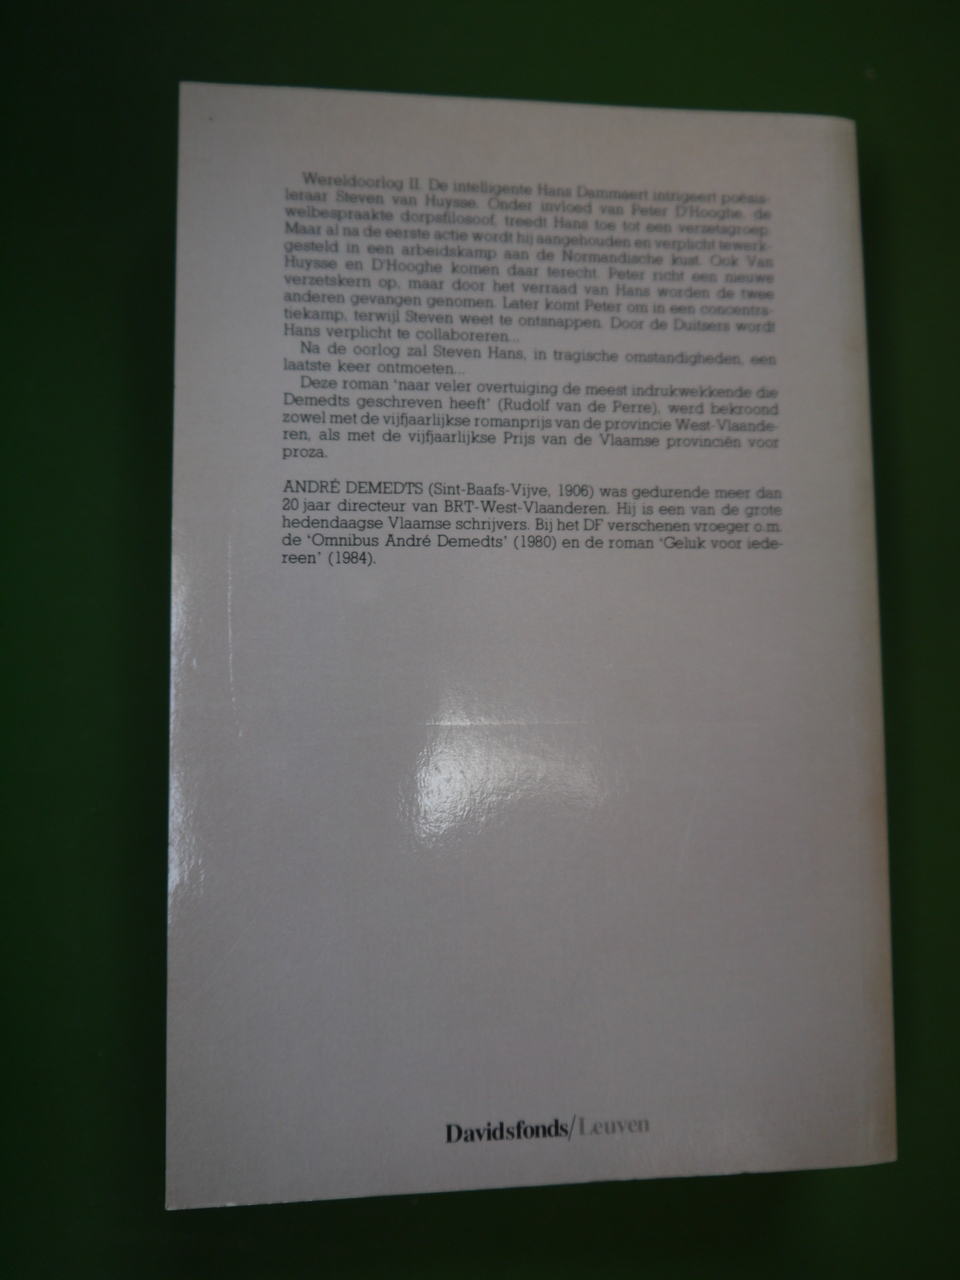 Wereldoorlog II. De intelligente Hans Dammaert intrigeert poësis-
leraar Steven van Huysse. Onder invloed van Peter D'Hooghe, de
welbespraakte dorpsfilosoof, treedt Hans toe tot een verzetsgroep.
Maar al na de eerste actie wordt hij aangehouden en verplicht tewerk-
gesteld in een arbeidskamp aan de Normandische kust. Ook Van
Huysse en D'Hooghe komen daar terecht. Peter richt een nieuwe
verzetskern op, maar door het verraad van Hans worden de twee
anderen gevangen genomen. Later komt Peter om in een concentra-
tiekamp, terwijl Steven weet te ontsnappen. Door de Duitsers wordt
Hans verplicht te collaboreren...
Na de oorlog zal Steven Hans, in tragische omstandigheden, een
laatste keer ontmoeten...
Deze roman 'naar veler overtuiging de meest indrukwekkende die
Demedts geschreven heeft' (Rudolf van de Perre), werd bekroond
zowel met de vijfjaarlijkse romanprijs van de provincie West-Vlaande-
ren, als met de vijfjaarlijkse Prijs van de Vlaamse provinciën voor
proza.
ANDRÉ DEMEDTS (Sint-Baafs-Vijve, 1906) was gedurende meer dan
20 jaar directeur van BRT-West-Vlaanderen. Hij is een van de grote
hedendaagse Vlaamse schrijvers. Bij het DF verschenen vroeger o.m.
de 'Omnibus André Demedts' (1980) en de roman 'Geluk voor iede-
reen' (1984).
Davidsfonds/Leuven